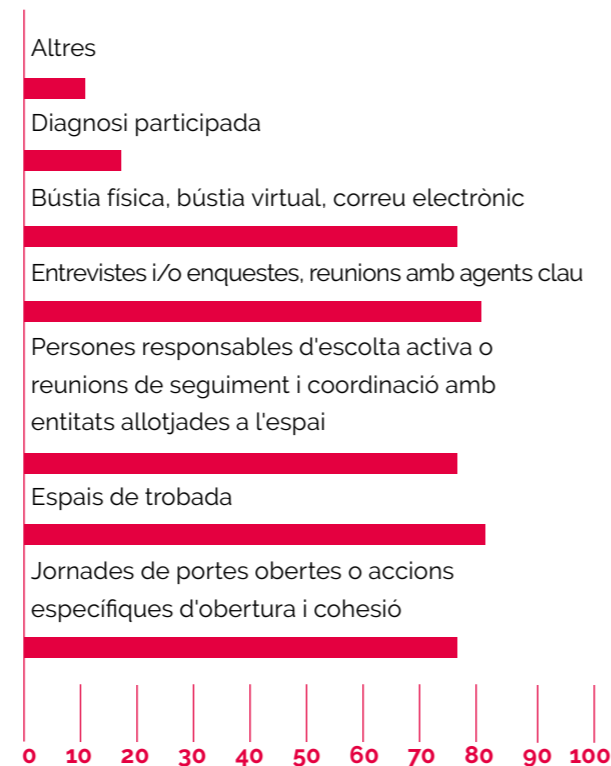 Altres
Diagnosi participada
Bústia física, bústia virtual, correu electrònic
Entrevistes i/o enquestes, reunions amb agents clau
Persones responsables d'escolta activa o
reunions de seguiment i coordinació amb
entitats allotjades a l'espai
Espais de trobada
Jornades de portes obertes o accions
específiques d'obertura i cohesió
0 10 20 30 40 50 60 70 80 90 100